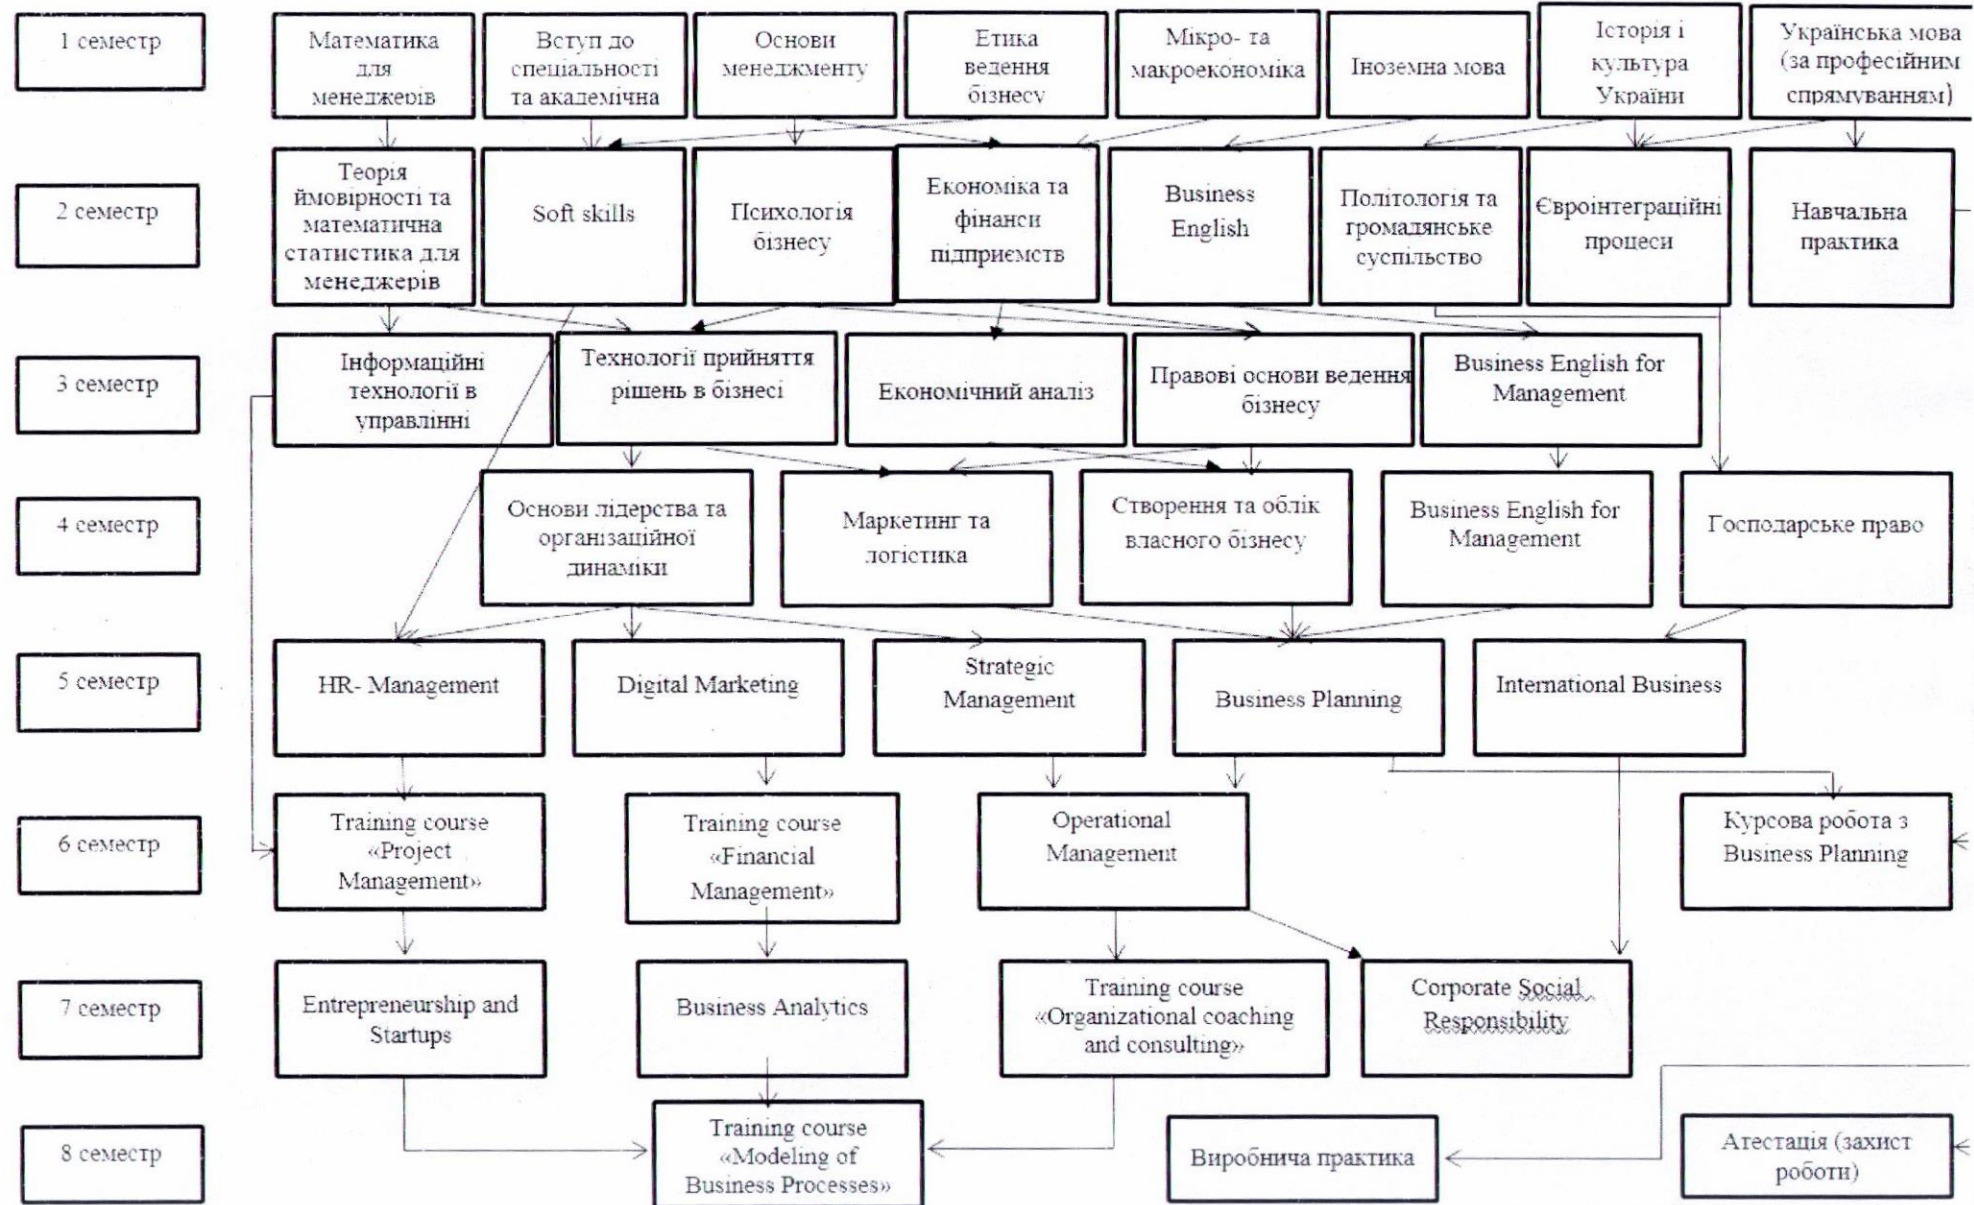 1 семестр
Математика
для
менеджерів
Вступ до
спеціальності
та академічна
Основи
менеджменту
Етика
ведення
бізнесу
Мікро- та
макроекономіка
Іноземна мова
Історія і
культура
України
Українська мова
(за професійним
спрямуванням)
2 семестр
Теорія
ймовірності та
математична
статистика для
менеджерів
Soft skills
Психологія
бізнесу
Економіка та
фінанси
підприємств
Business
English
Політологія та
громадянське
суспільство
Євроінтеграційні
процеси
Навчальна
практика
3 семестр
Інформаційні
технології в
управлінні
Технології прийняття
рішень в бізнесі
Економічний аналіз
Правові основи ведення
бізнесу
Business English for
Management
4 семестр
Основи лідерства та
організаційної
динаміки
Маркетинг та
логістика
Створення та облік
власного бізнесу
Business English for
Management
Господарське право
5 семестр
HR- Management
Digital Marketing
Strategic
Management
Business Planning
International Business
6 семестр
Training course
«Project
Management»
Training course
«Financial
Management»
Operational
Management
Курсова робота з
Business Planning
7 семестр
Entrepreneurship and
Startups
Business Analytics
Training course
«Organizational coaching
and consulting»
Corporate Social
Responsibility
8 семестр
Training course
«Modeling of
Business Processes»
Виробнича практика
Атестація (захист
роботи)